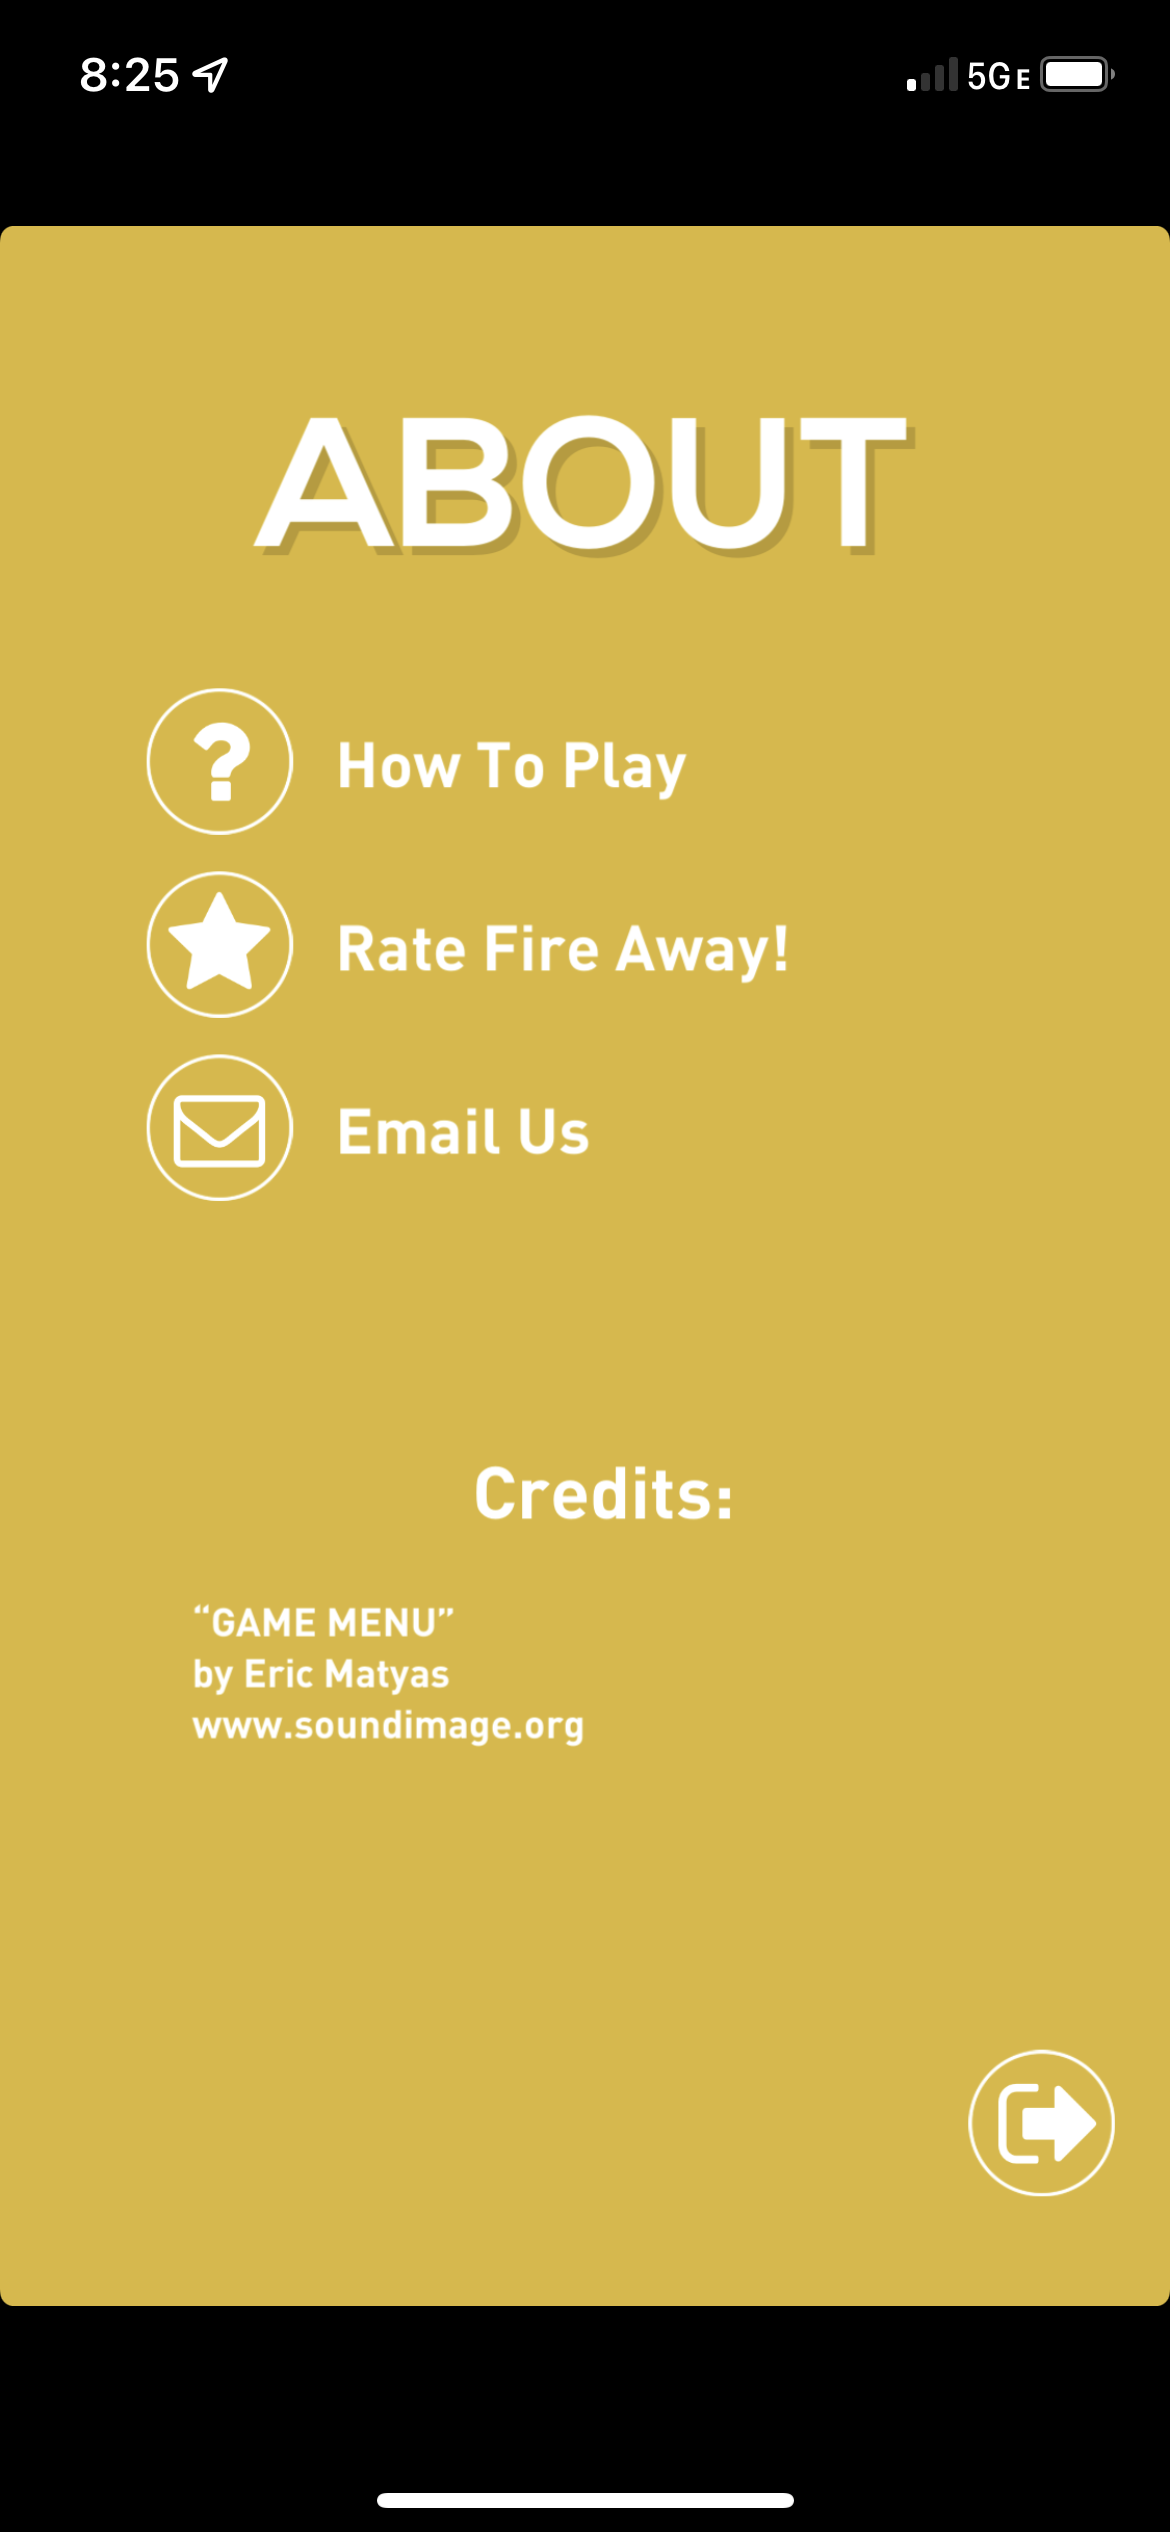 8:25
5G E
ABOUT
How To Play
Rate Fire Away!
Email Us
Credits:
“GAME MENU”
by Eric Matyas
www.soundimage.org